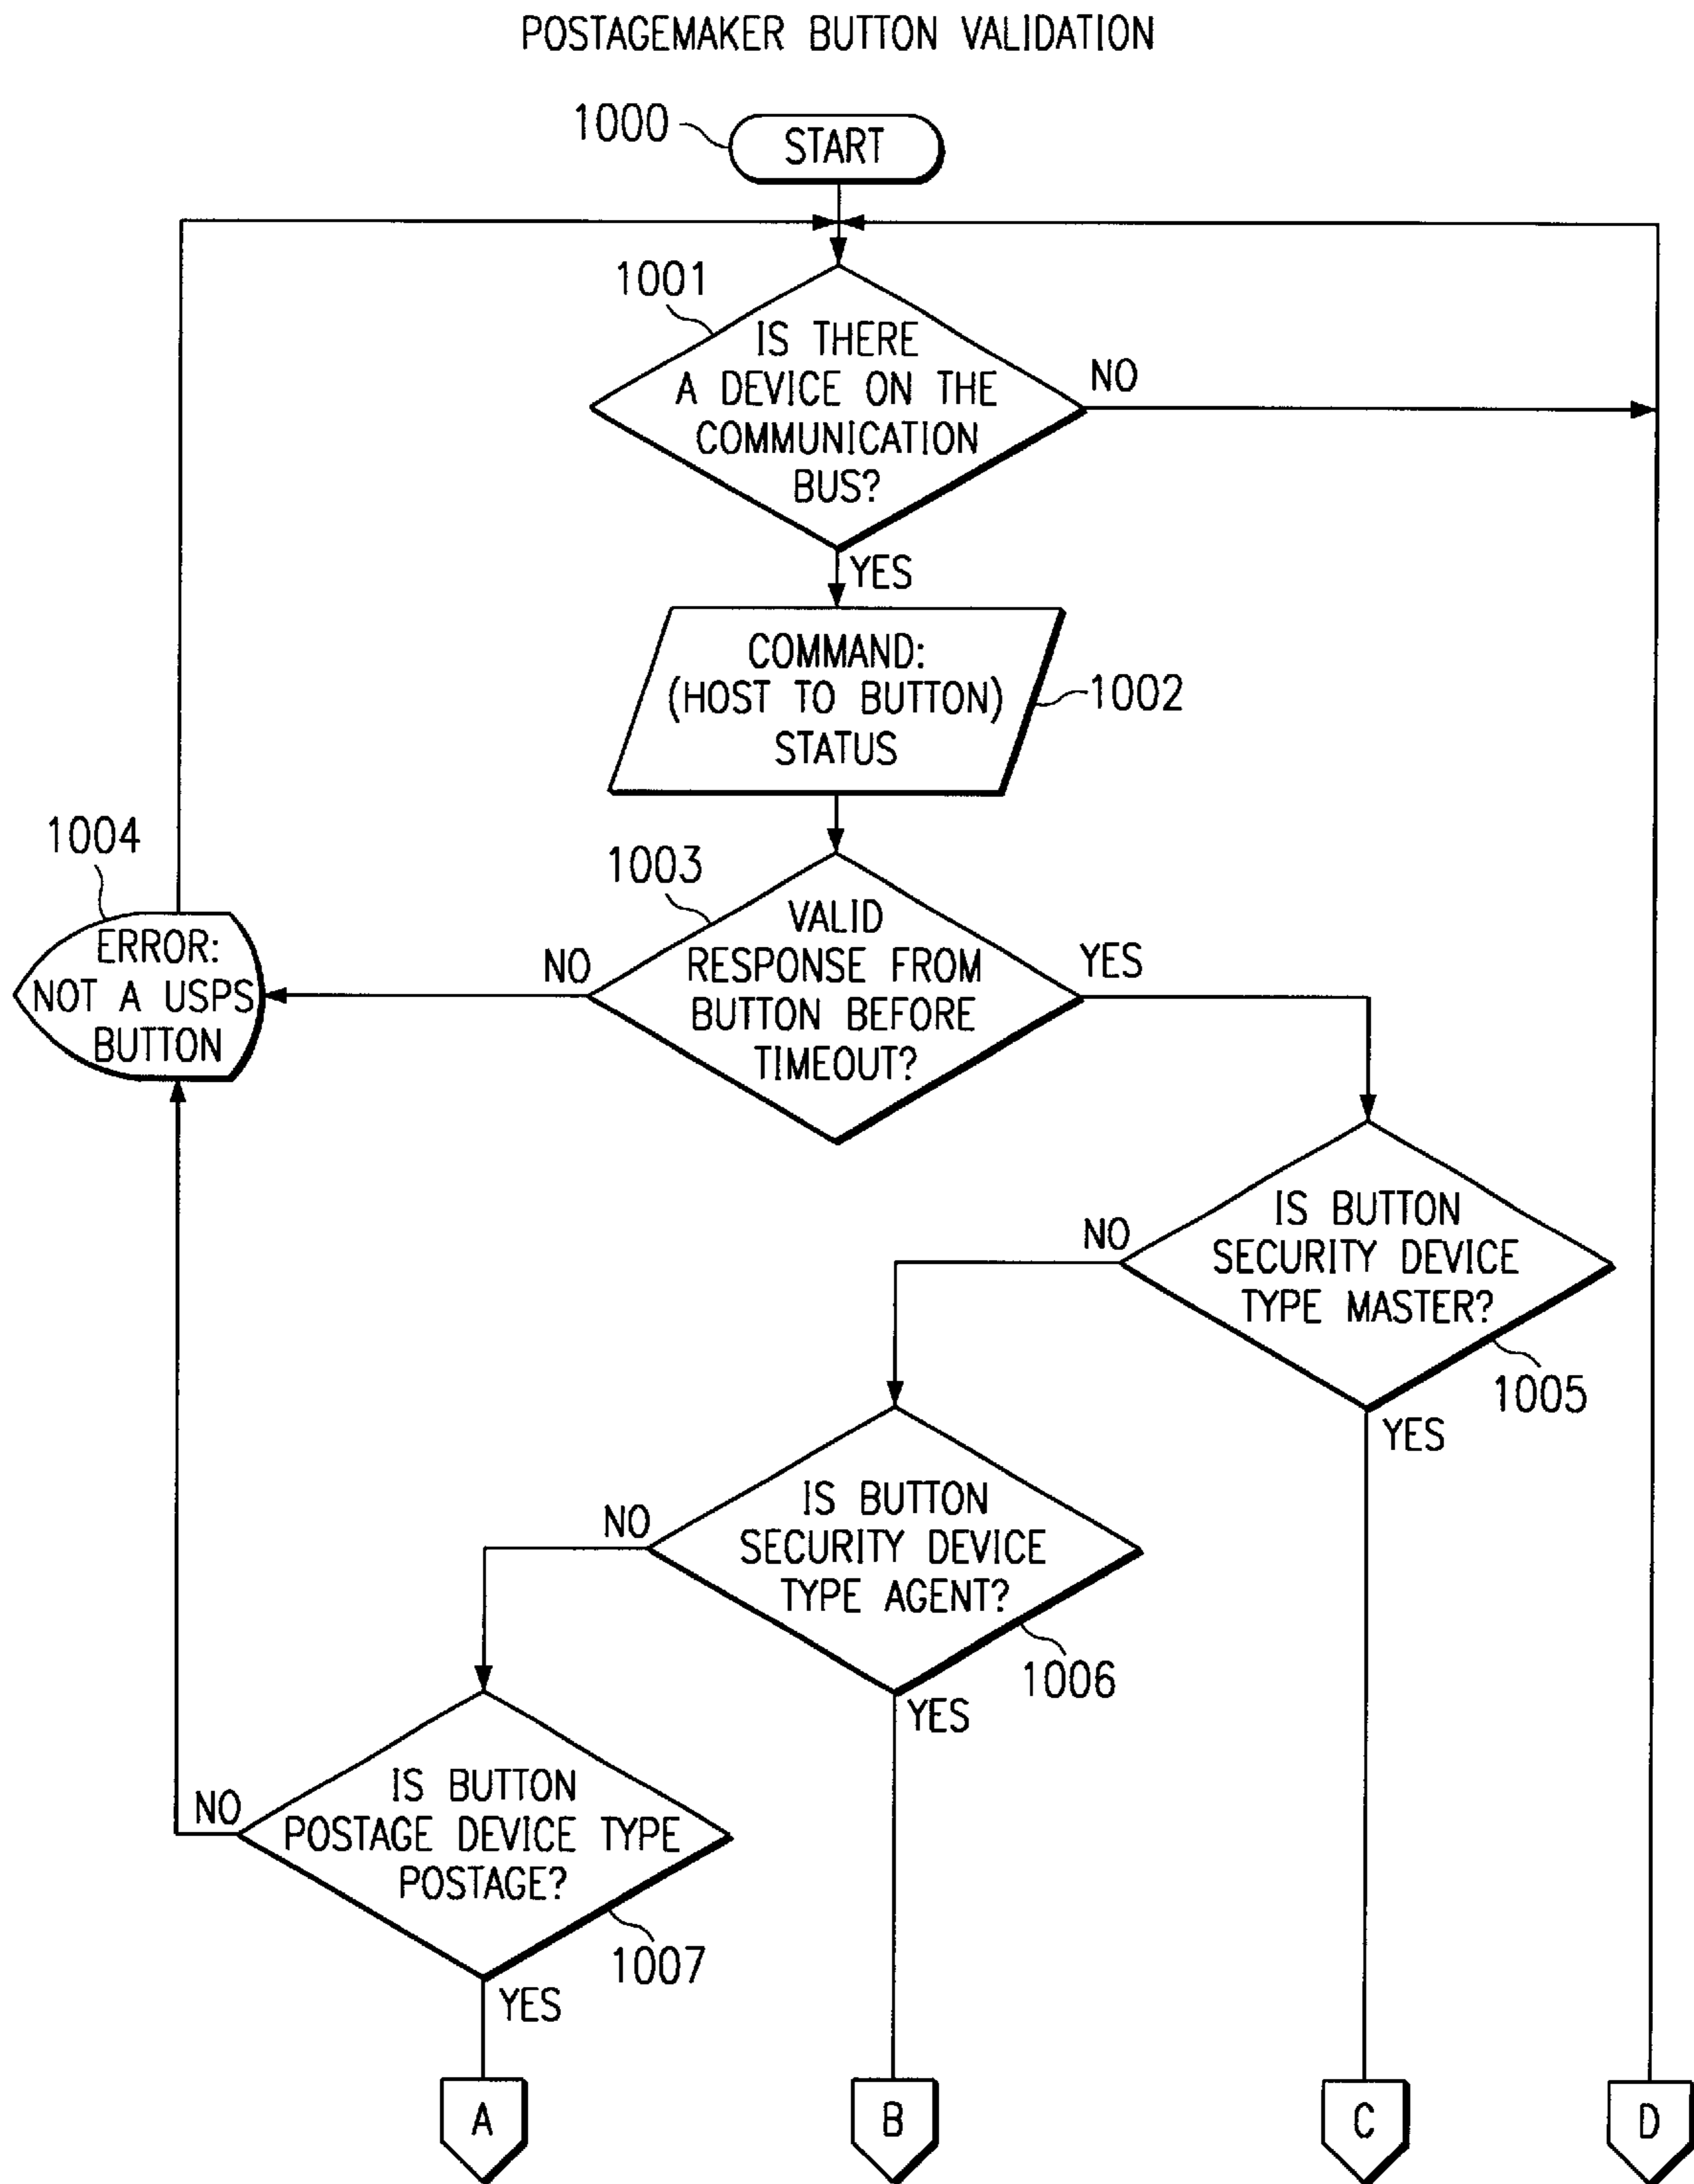 POSTAGEMAKER BUTTON VALIDATION
1000
START
1001
IS THERE
A DEVICE ON THE
COMMUNICATION
BUS?
NO
YES
COMMAND:
(HOST TO BUTTON)
STATUS
1002
1004
ERROR:
NOT A USPS
BUTTON
1003
NO
VALID
RESPONSE FROM
BUTTON BEFORE
TIMEOUT?
YES
NO
IS BUTTON
SECURITY DEVICE
TYPE MASTER?
1005
YES
NO
IS BUTTON
SECURITY DEVICE
TYPE AGENT?
1006
YES
NO
IS BUTTON
POSTAGE DEVICE TYPE
POSTAGE?
1007
YES
A
B
C
D